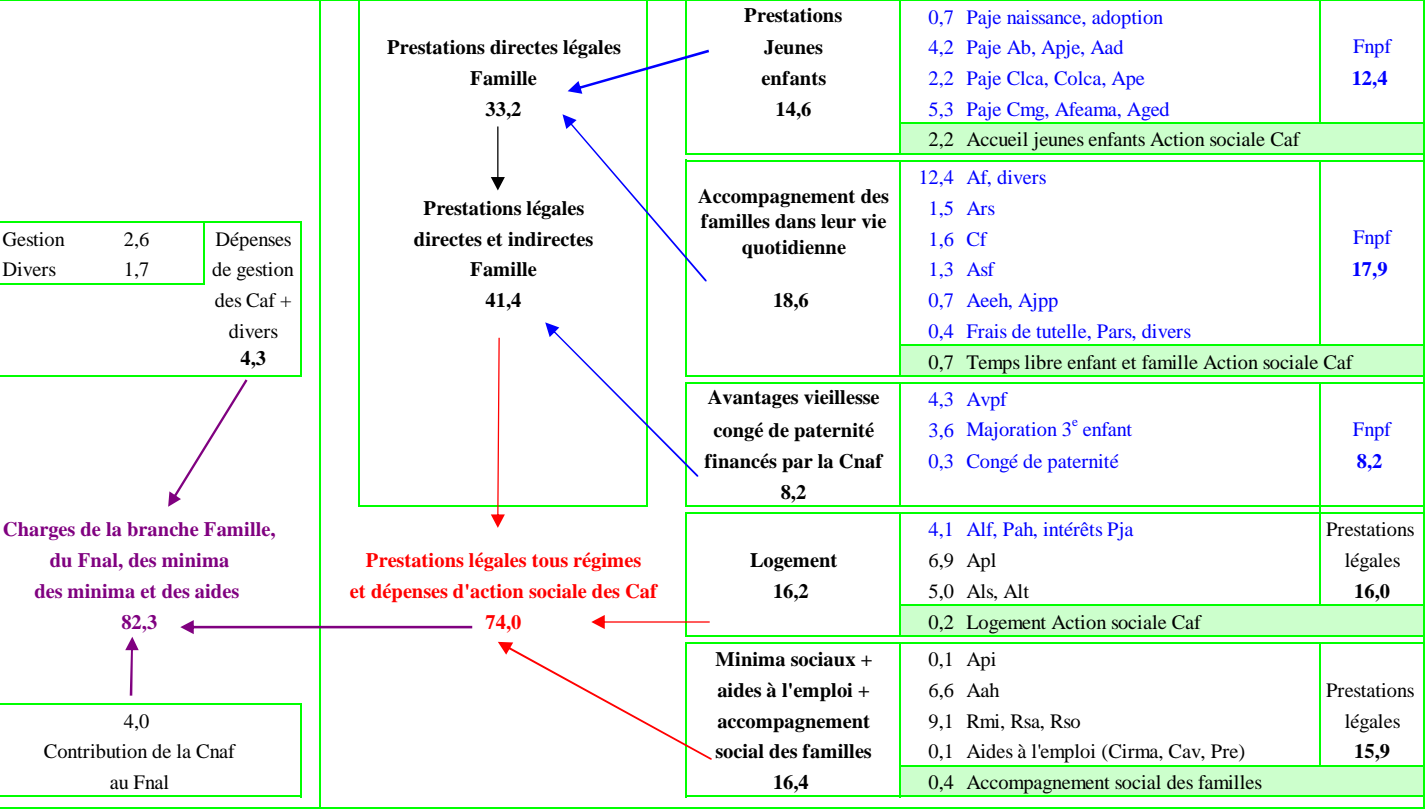 Gestion 2,6
Divers 1,7
Dépenses
de gestion
des Caf +
divers
4,3
Charges de la branche Famille,
du Fnal, des minima
des minima et des aides
82,3
4,0
Contribution de la Cnaf
au Fnal
Prestations directes légales
Famille
33,2
Prestations légales
directes et indirectes
Famille
41,4
Prestations légales tous régimes
et dépenses d'action sociale des Caf
74,0
Prestations
Jeunes
enfants
14,6
0,7 Paje naissance, adoption
4,2 Paje Ab, Apje, Aad
2,2 Paje Clca, Colca, Ape
5,3 Paje Cmg, Afeama, Aged
2,2 Accueil jeunes enfants Action sociale Caf
Fnpf
12,4
Accompagnement des
familles dans leur vie
quotidienne
18,6
12,4 Af, divers
1,5 Ars
1,6 Cf
1,3 Asf
0,7 Aeeh, Ajpp
0,4 Frais de tutelle, Pars, divers
0,7 Temps libre enfant et famille Action sociale Caf
Fnpf
17,9
Avantages vieillesse
congé de paternité
financés par la Cnaf
8,2
4,3 Avpf
3,6 Majoration 3e enfant
0,3 Congé de paternité
Fnpf
8,2
Logement
16,2
4,1 Alf, Pah, intérêts Pja
6,9 Apl
5,0 Als, Alt
0,2 Logement Action sociale Caf
Prestations
légales
16,0
Minima sociaux +
aides à l'emploi +
accompagnement
social des familles
16,4
0,1 Api
6,6 Aah
9,1 Rmi, Rsa, Rso
0,1 Aides à l'emploi (Cirma, Cav, Pre)
0,4 Accompagnement social des familles
Prestations
légales
15,9